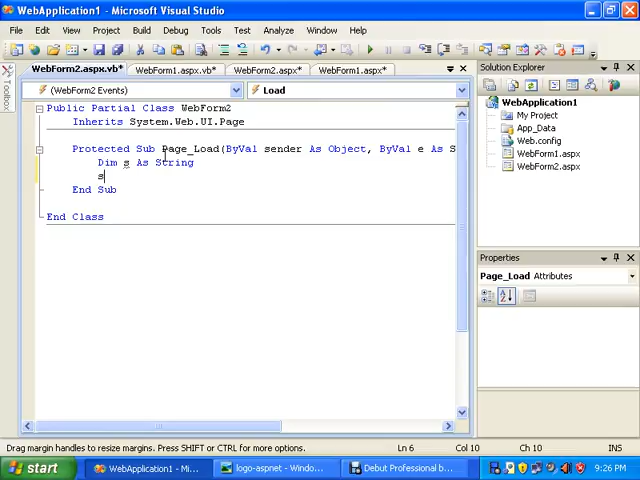 WebApplication1 - Microsoft Visual Studio
File Edit View Project Build Debug Tools Test Analyze Window Help
WebForm2.aspx.vb* WebForm1.aspx.vb* WebForm2.aspx* WebForm1.aspx*
(WebForm2 Events) Load
Toolbox
Public Partial Class WebForm2
Inherits System.Web.UI.Page
Protected Sub Page_Load(ByVal sender As Object, ByVal e As S
Dim s As String
s
End Sub
End Class
Solution Explorer
WebApplication1
My Project
App_Data
Web.config
WebForm1.aspx
WebForm2.aspx
Properties
Page_Load Attributes
Drag margin handles to resize margins. Press SHIFT or CTRL for more options. Ln 6 Col 10 Ch 10 INS
start WebApplication1 - Mi... logo-aspnet - Windo... Debut Professional b... 9:26 PM